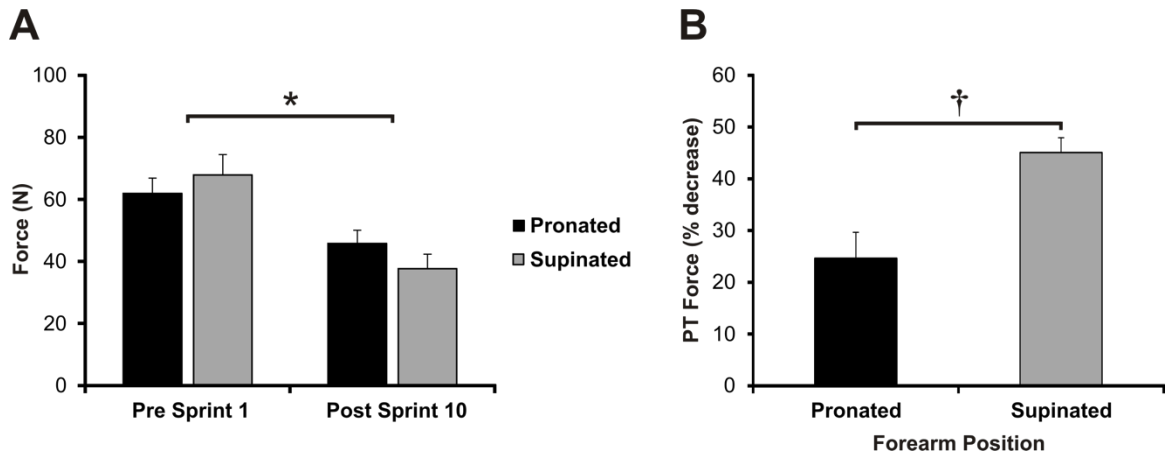 A
Force (N)
100
80
60
40
20
0
*
Pre Sprint 1
Post Sprint 10
Pronated
Supinated
B
PT Force (% decrease)
60
50
40
30
20
10
0
†
Pronated
Supinated
Forearm Position